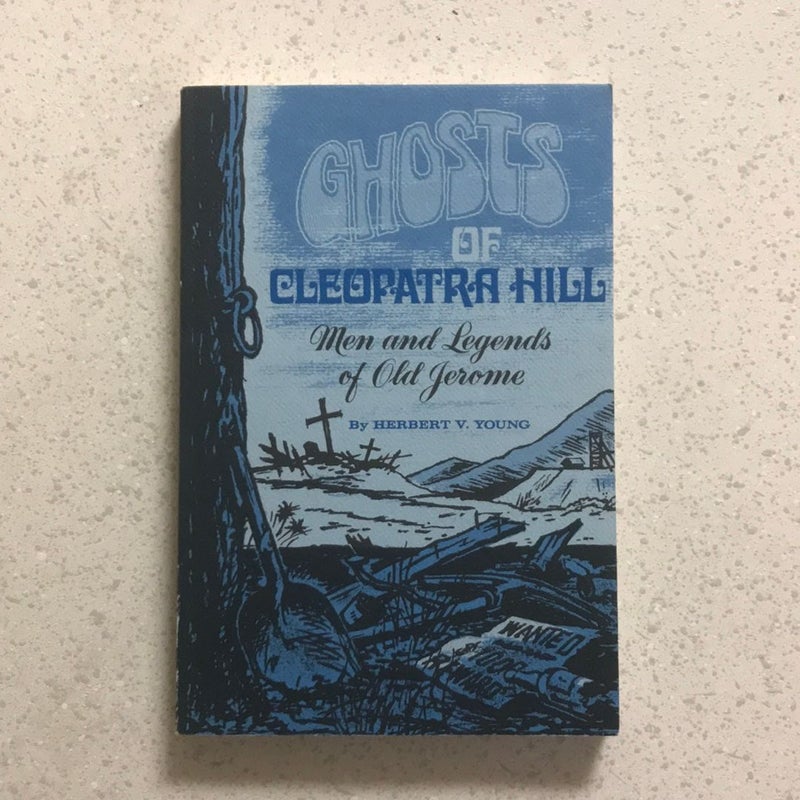 GHOSTS
OF
CLEOPATRA HILL
Men and Legends
of Old Jerome
By HERBERT V. YOUNG
WANTED